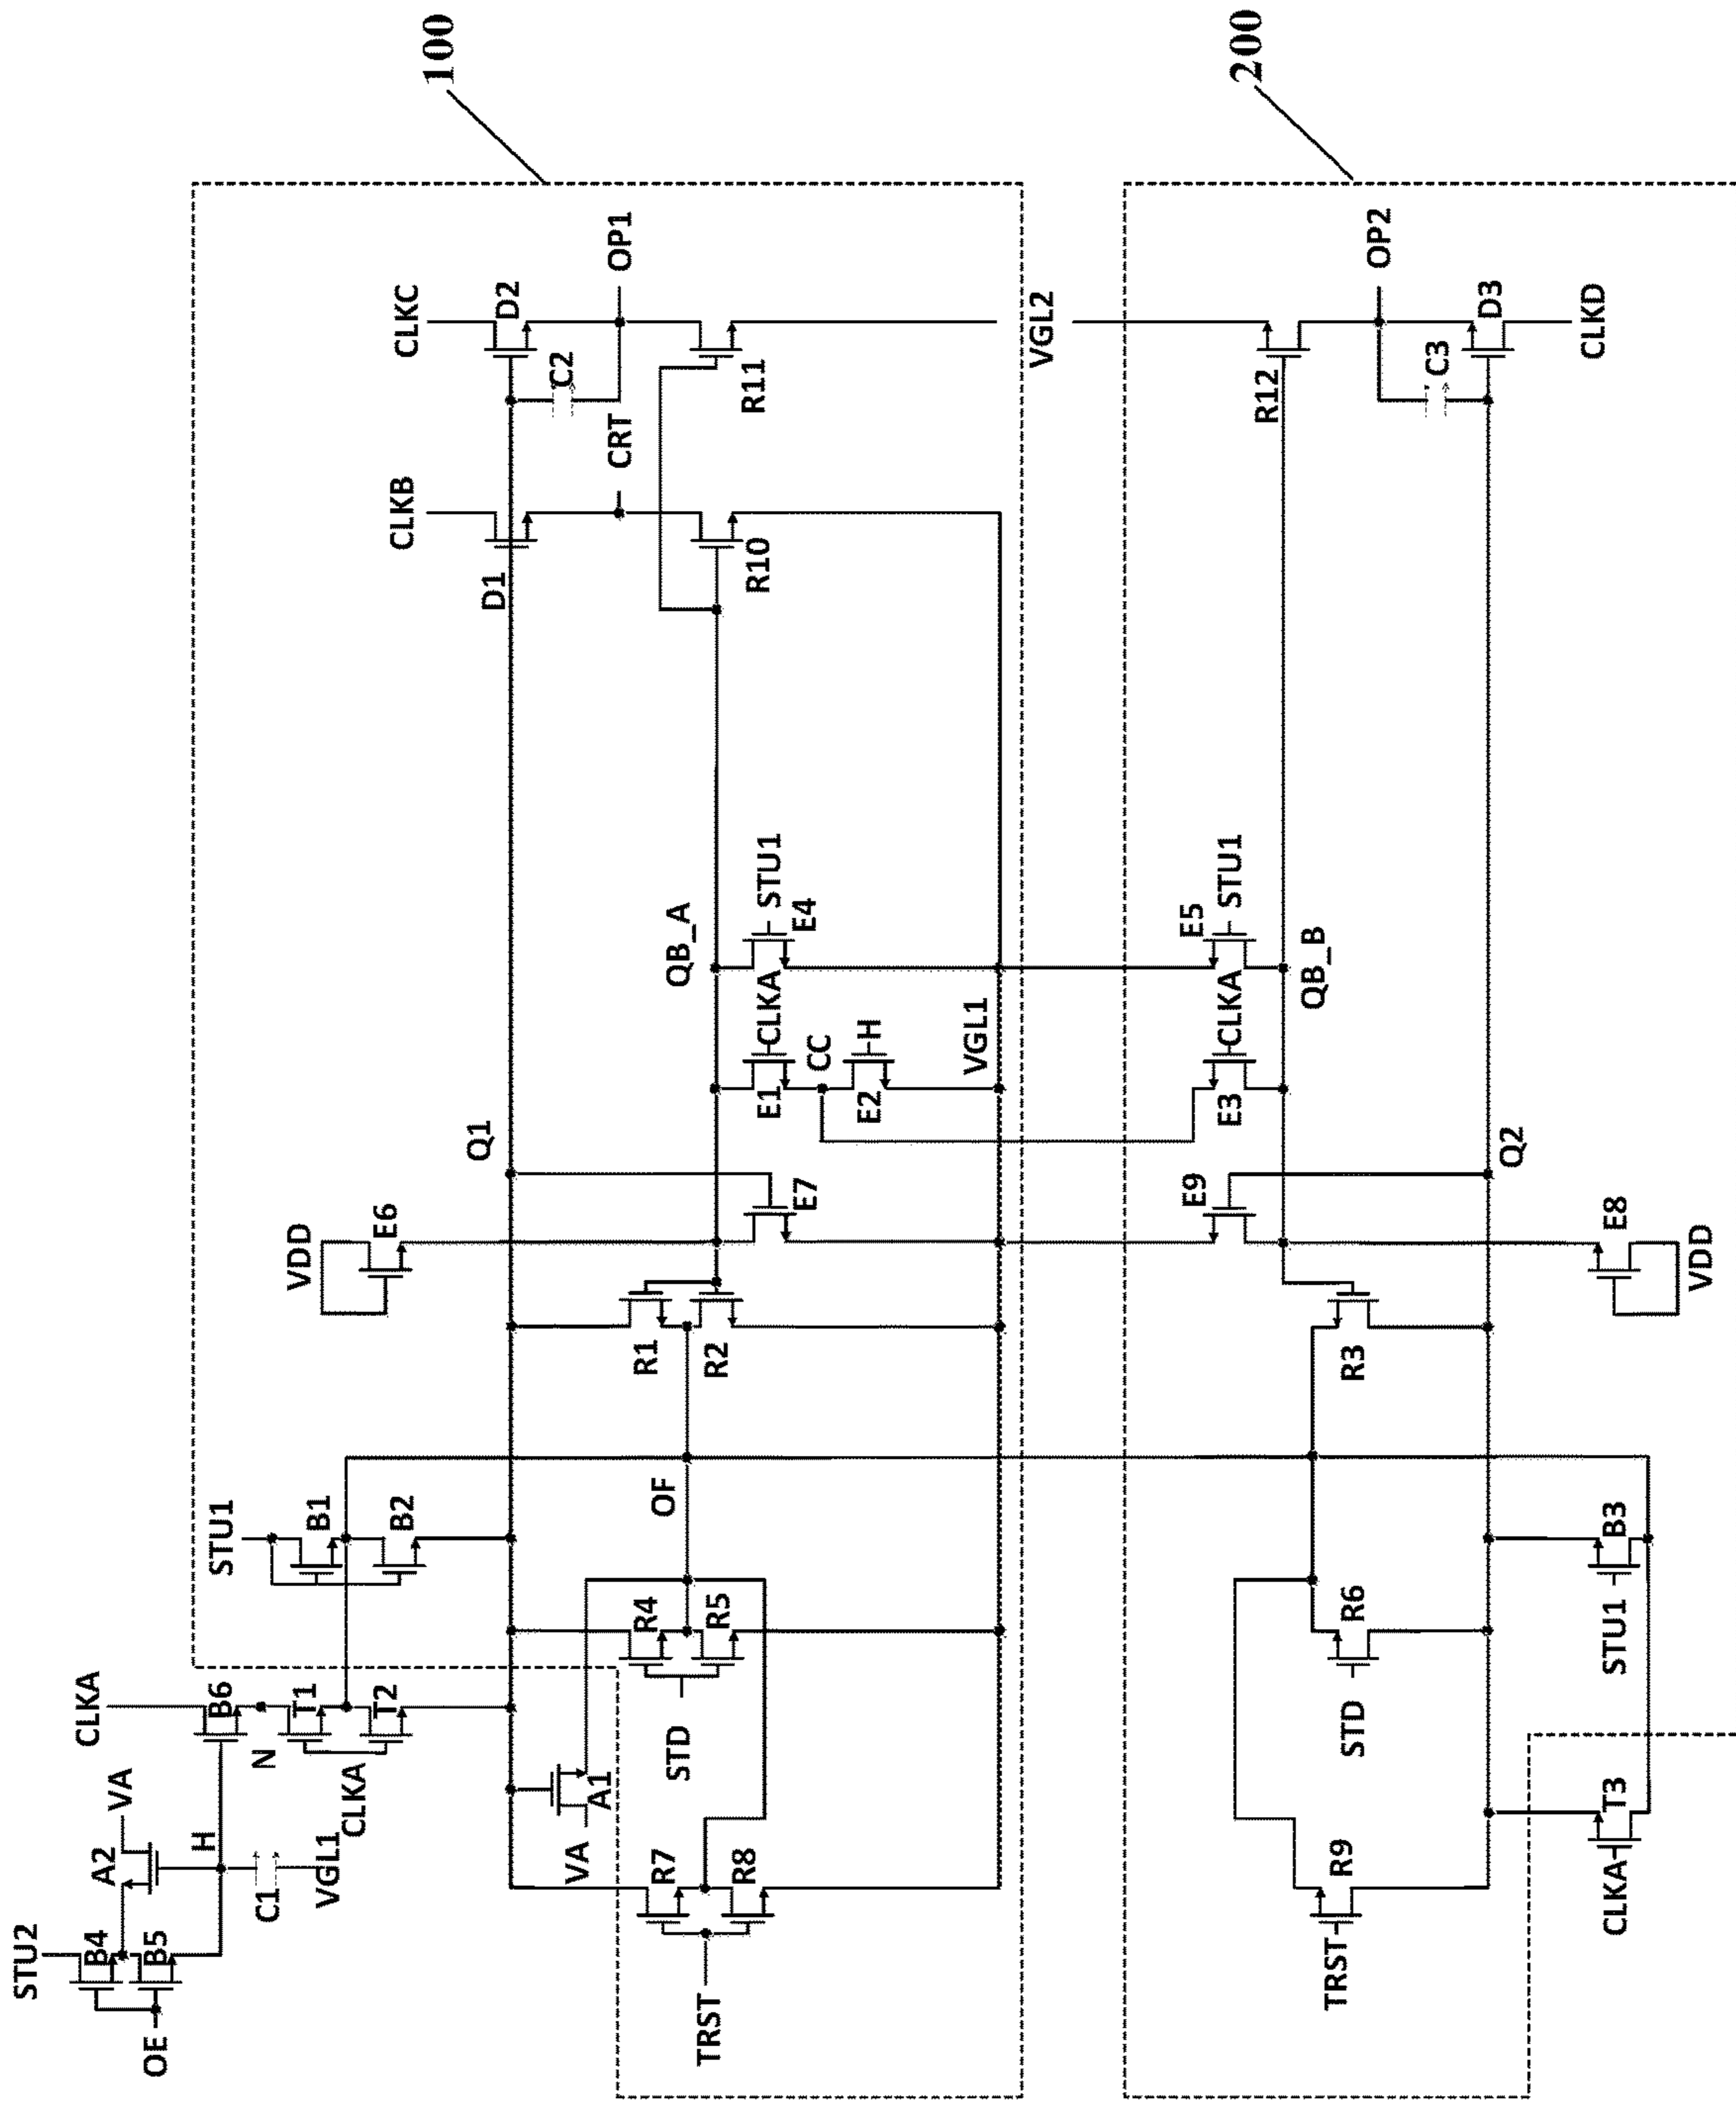 100
200
CLKC
D2
C2
OP1
R11
VGL2
R12
OP2
C3
D3
CLKD
CLKB
D1
CRT
R10
QB_A
STU1
E4
CLKA
E1
CC
H
E2
VGL1
E5
STU1
CLKA
E3
QB_B
Q1
VDD
E6
E7
E9
Q2
E8
VDD
R1
R2
R3
STU1
B1
B2
OF
R4
R5
STD
R6
STD
B3
STU1
CLKA
B6
N
T1
T2
CLKA
VA
A2
H
C1
VGL1
STU2
B4
B5
OE
A1
VA
R7
R8
TRST
R9
TRST
T3
CLKA